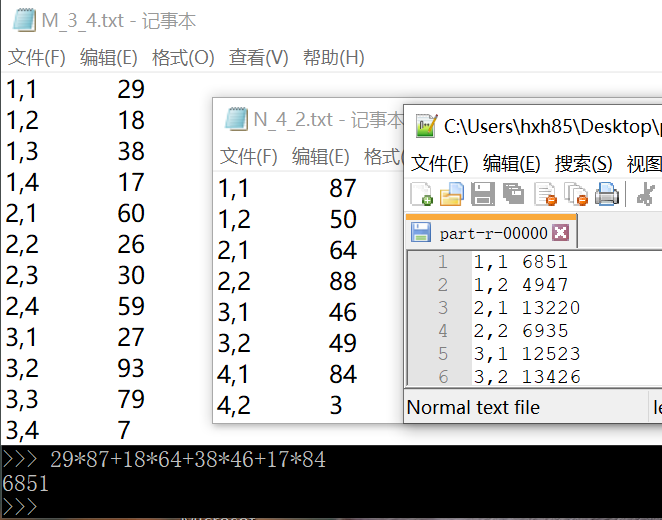 M_3_4.txt - 记事本
文件(F) 编辑(E) 格式(O) 查看(V) 帮助(H)
1,1 29
1,2 18
1,3 38
1,4 17
2,1 60
2,2 26
2,3 30
2,4 59
3,1 27
3,2 93
3,3 79
3,4 7
N_4_2.txt - 记事本
文件(F) 编辑(E) 格式
1,1 87
1,2 50
2,1 64
2,2 88
3,1 46
3,2 49
4,1 84
4,2 3
C:\Users\hxh85\Desktop\p
文件(F) 编辑(E) 搜索(S) 视图
part-r-00000
1 1,1 6851
2 1,2 4947
3 2,1 13220
4 2,2 6935
5 3,1 12523
6 3,2 13426
Normal text file le
>>> 29*87+18*64+38*46+17*84
6851
>>>